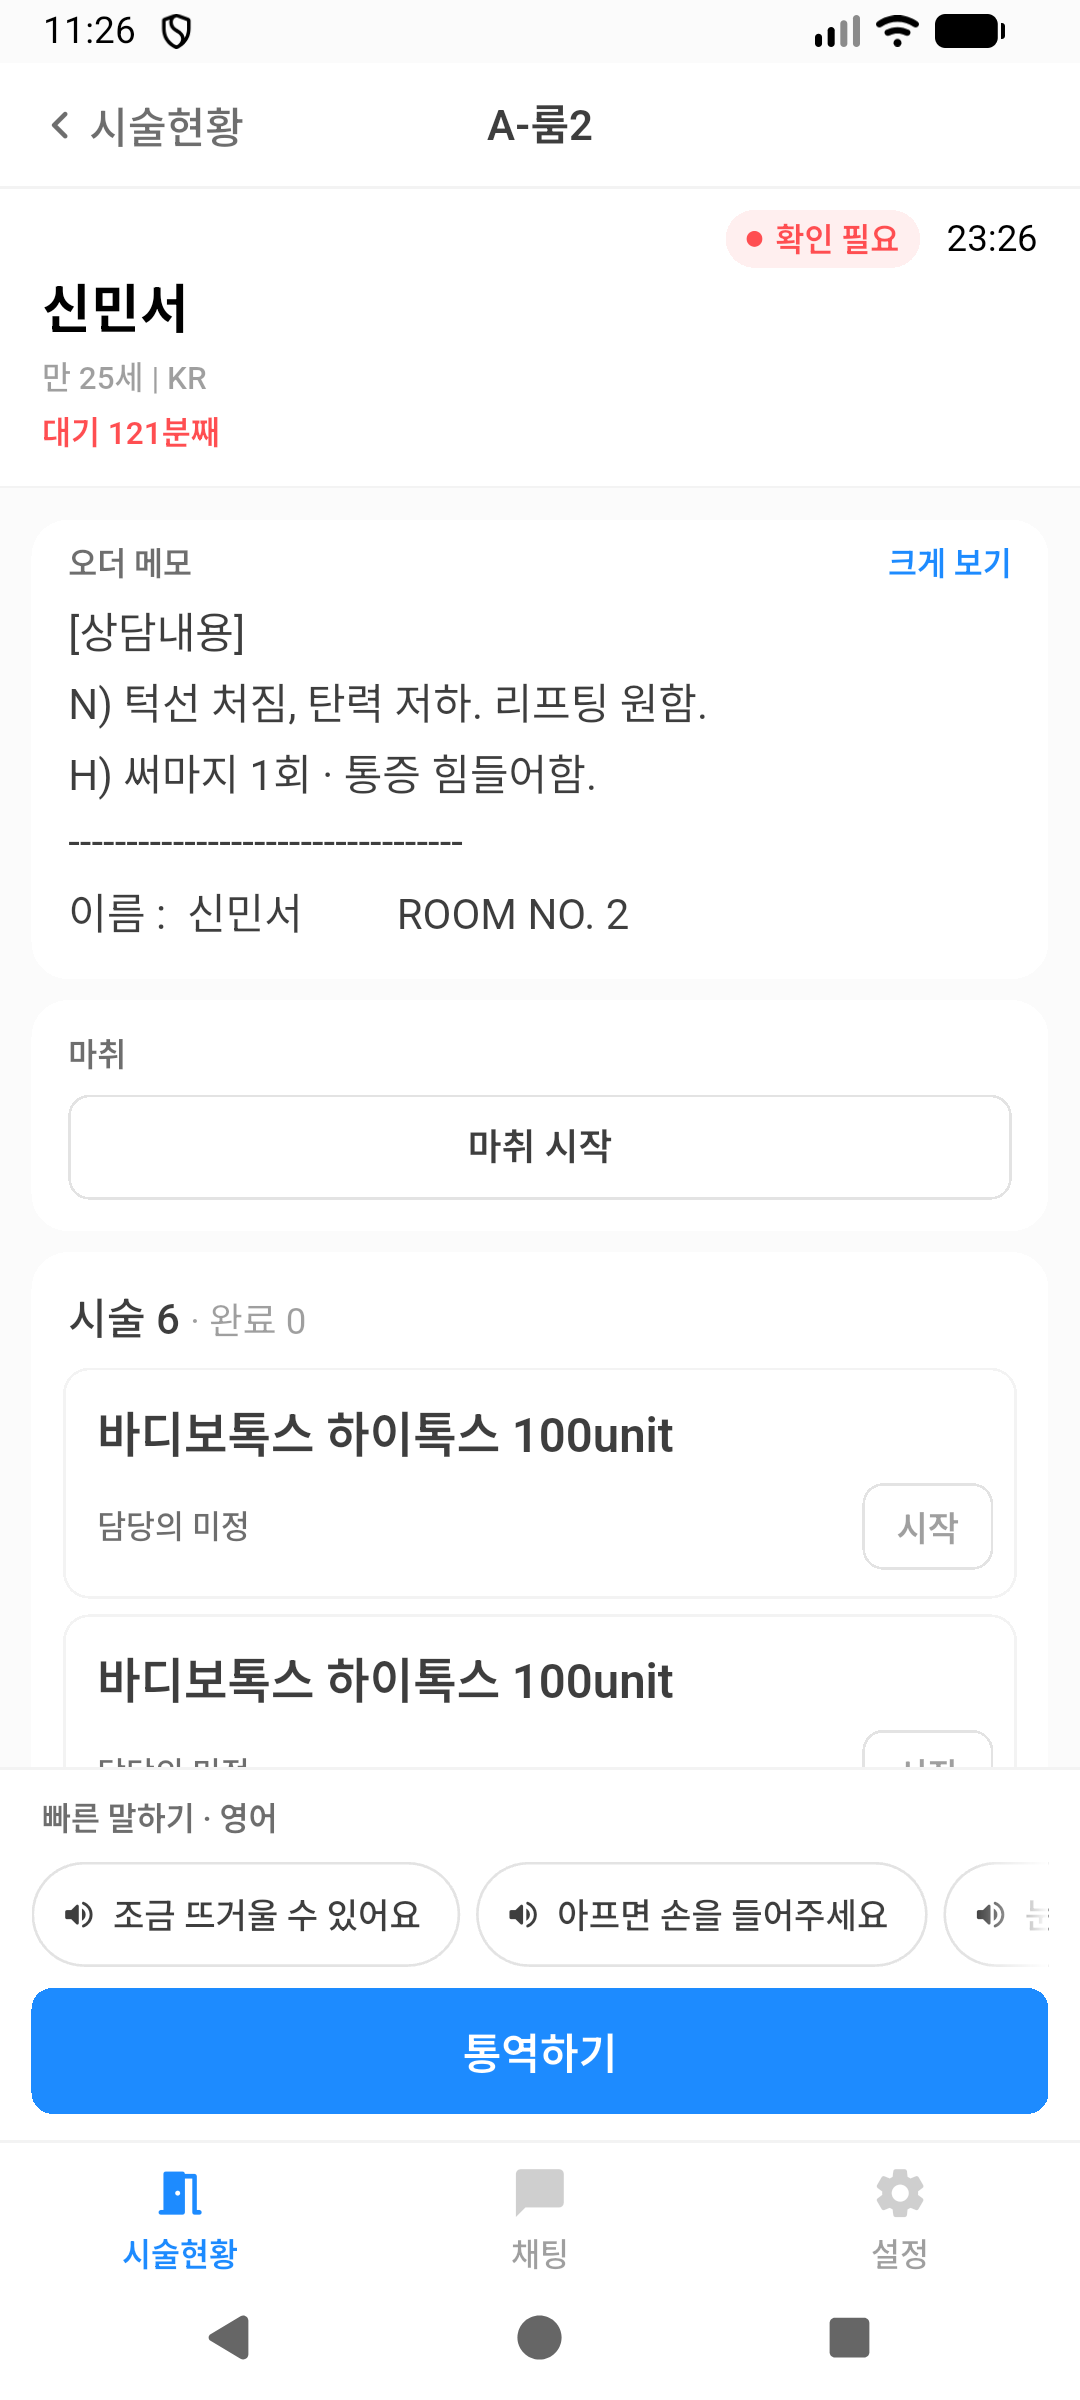 11:26
시술현황
A-룸2
확인 필요 23:26
신민서
만 25세 | KR
대기 121분째
오더 메모 크게 보기
[상담내용]
N) 턱선 처짐, 탄력 저하. 리프팅 원함.
H) 써마지 1회 · 통증 힘들어함.
----------------------------------
이름 : 신민서 ROOM NO. 2
마취
마취 시작
시술 6 · 완료 0
바디보톡스 하이톡스 100unit
담당의 미정 시작
바디보톡스 하이톡스 100unit
빠른 말하기 · 영어
조금 뜨거울 수 있어요 아프면 손을 들어주세요
통역하기
시술현황 채팅 설정